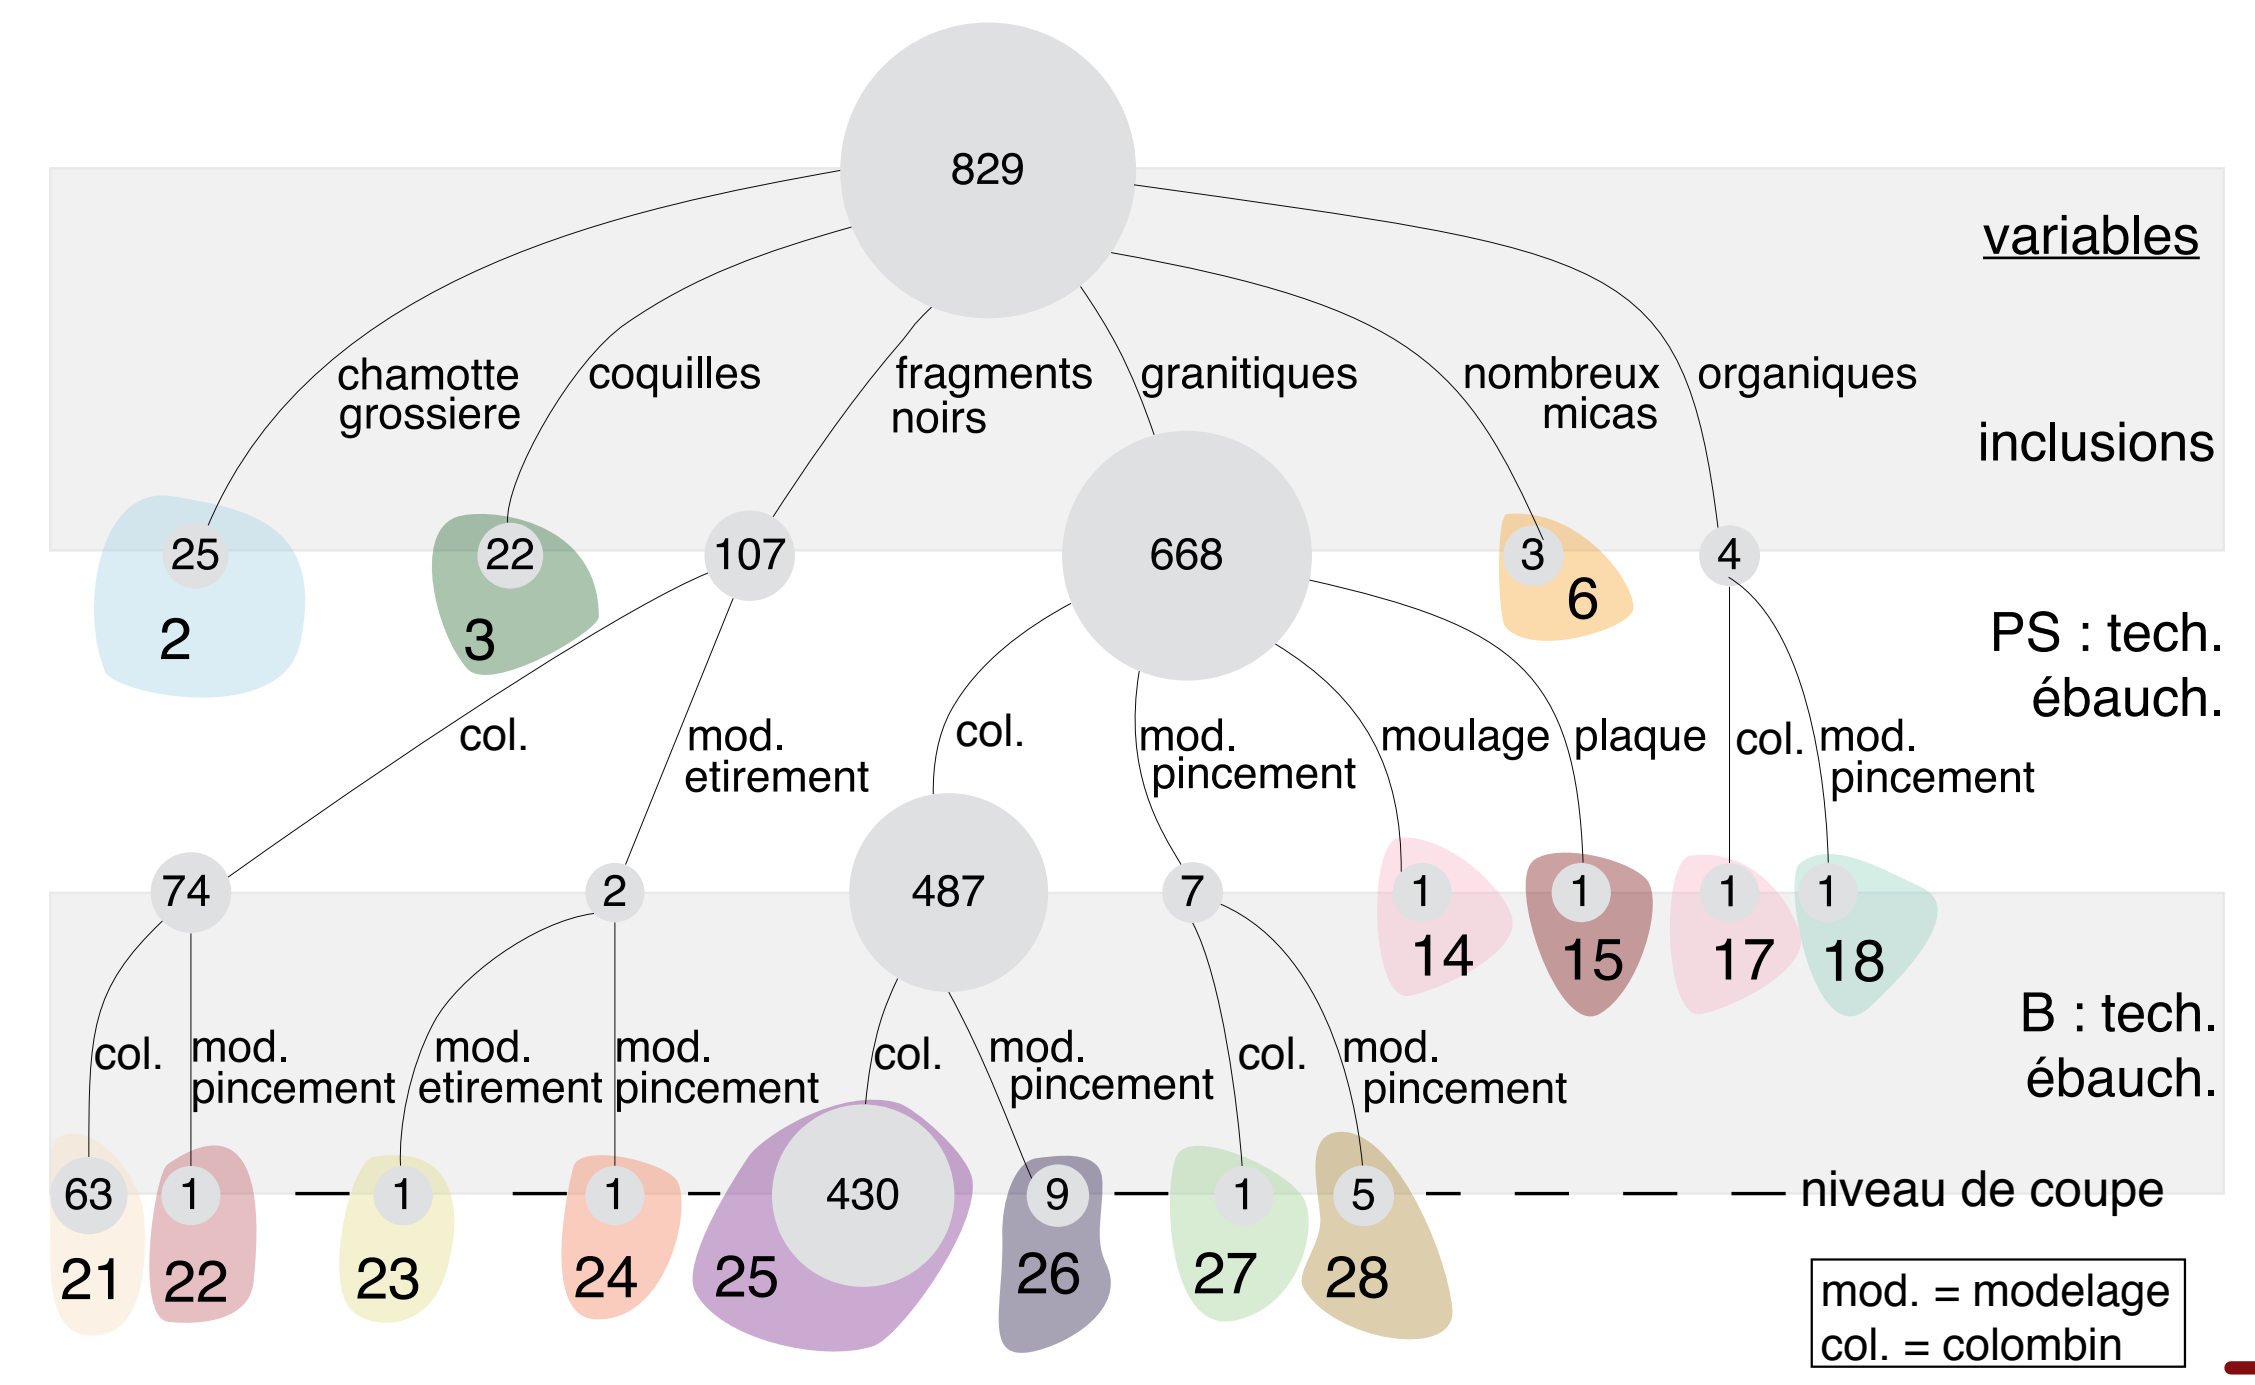 829
variables
chamotte
grossiere
coquilles
fragments
noirs
granitiques
nombreux
micas
organiques
inclusions
25
22
107
668
3
4
2
3
6
PS : tech.
ébauch.
col.
mod.
etirement
col.
mod.
pincement
moulage
plaque
col.
mod.
pincement
74
2
487
7
1
1
1
1
14
15
17
18
B : tech.
ébauch.
col.
mod.
pincement
mod.
etirement
mod.
pincement
col.
mod.
pincement
col.
mod.
pincement
63
1
1
1
430
9
1
5
niveau de coupe
21
22
23
24
25
26
27
28
mod. = modelage
col. = colombin